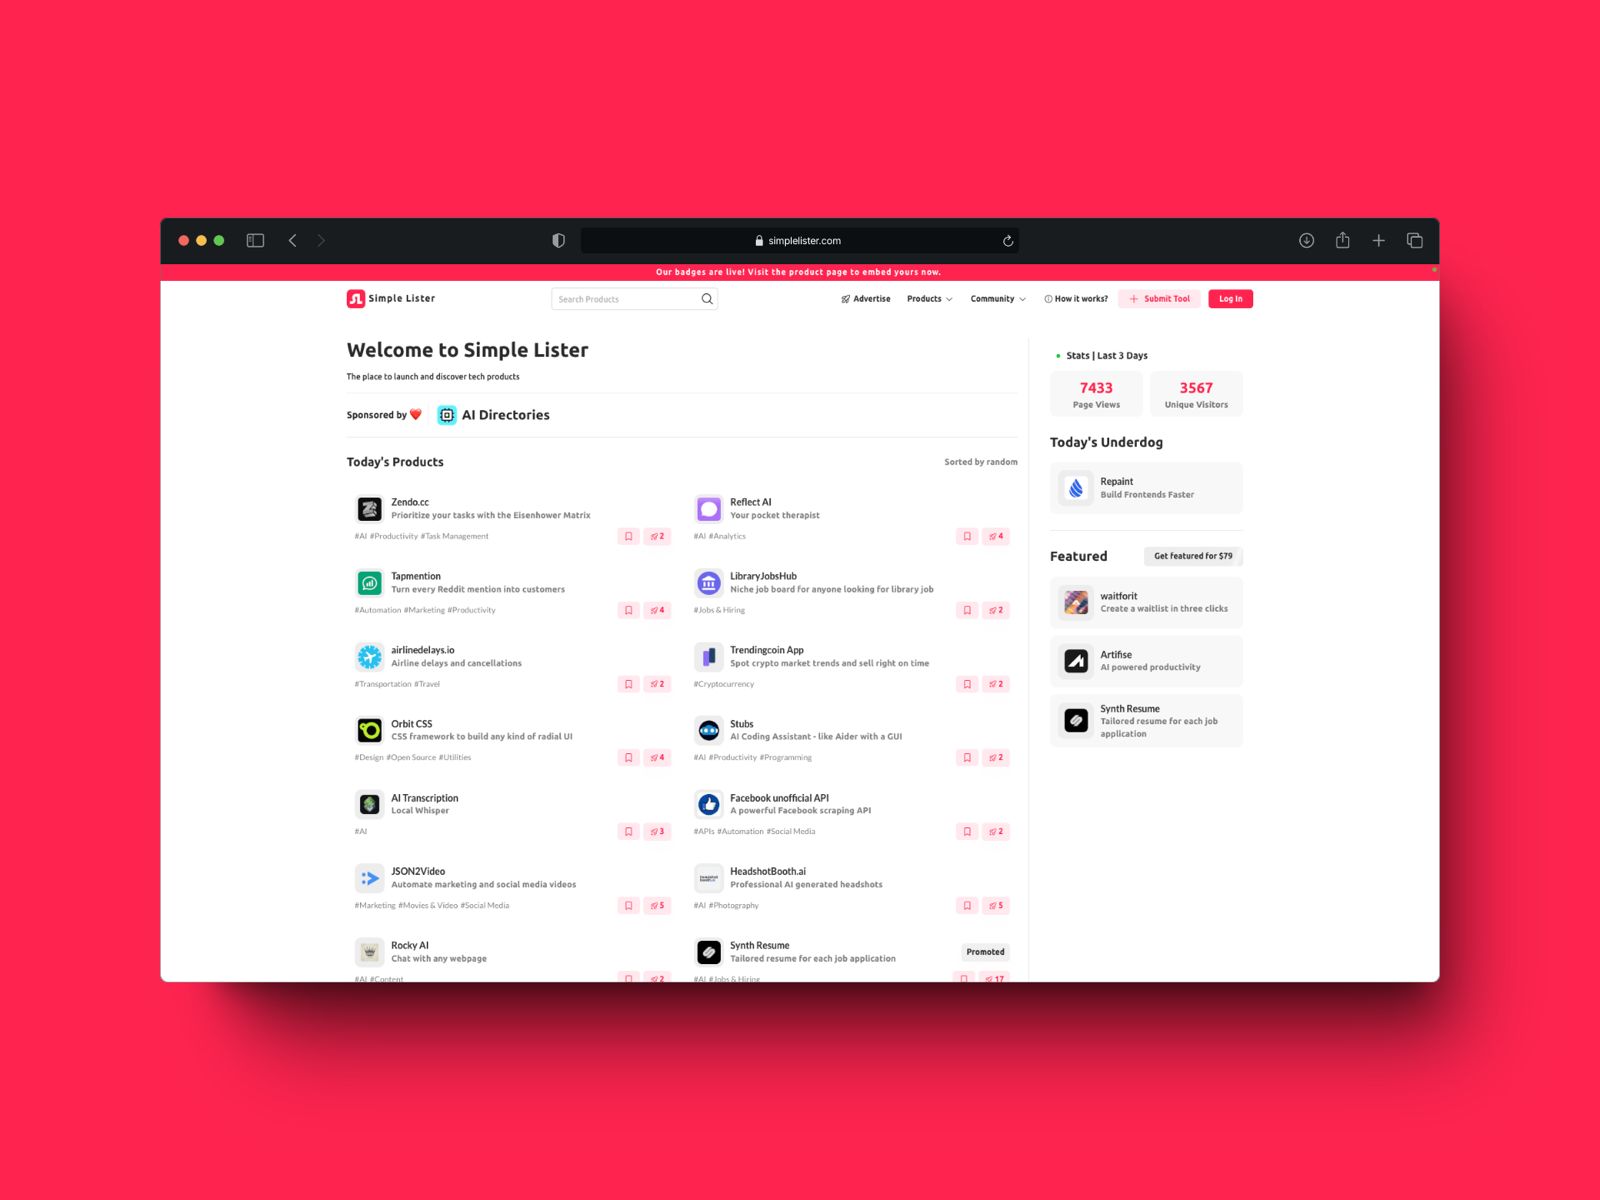 simplelister.com
Our badges are live! Visit the product page to embed yours now.
Simple Lister
Search Products
Advertise
Products
Community
How it works?
Submit Tool
Log In
Welcome to Simple Lister
The place to launch and discover tech products
Sponsored by
AI Directories
Today's Products
Sorted by random
Zendo.cc
Prioritize your tasks with the Eisenhower Matrix
#AI #Productivity #Task Management
2
Reflect AI
Your pocket therapist
#AI #Analytics
4
Tapmention
Turn every Reddit mention into customers
#Automation #Marketing #Productivity
4
LibraryJobsHub
Niche job board for anyone looking for library job
#Jobs & Hiring
2
airlinedelays.io
Airline delays and cancellations
#Transportation #Travel
2
Trendingcoin App
Spot crypto market trends and sell right on time
#Cryptocurrency
2
Orbit CSS
CSS framework to build any kind of radial UI
#Design #Open Source #Utilities
4
Stubs
AI Coding Assistant - like Aider with a GUI
#AI #Productivity #Programming
2
AI Transcription
Local Whisper
#AI
3
Facebook unofficial API
A powerful Facebook scraping API
#APIs #Automation #Social Media
2
JSON2Video
Automate marketing and social media videos
#Marketing #Movies & Video #Social Media
5
HeadshotBooth.ai
Professional AI generated headshots
#AI #Photography
5
Rocky AI
Chat with any webpage
#AI #Content
2
Synth Resume
Tailored resume for each job application
Promoted
#AI #Jobs & Hiring
17
Stats | Last 3 Days
7433
Page Views
3567
Unique Visitors
Today's Underdog
Repaint
Build Frontends Faster
Featured
Get featured for $79
waitforit
Create a waitlist in three clicks
Artifise
AI powered productivity
Synth Resume
Tailored resume for each job
application